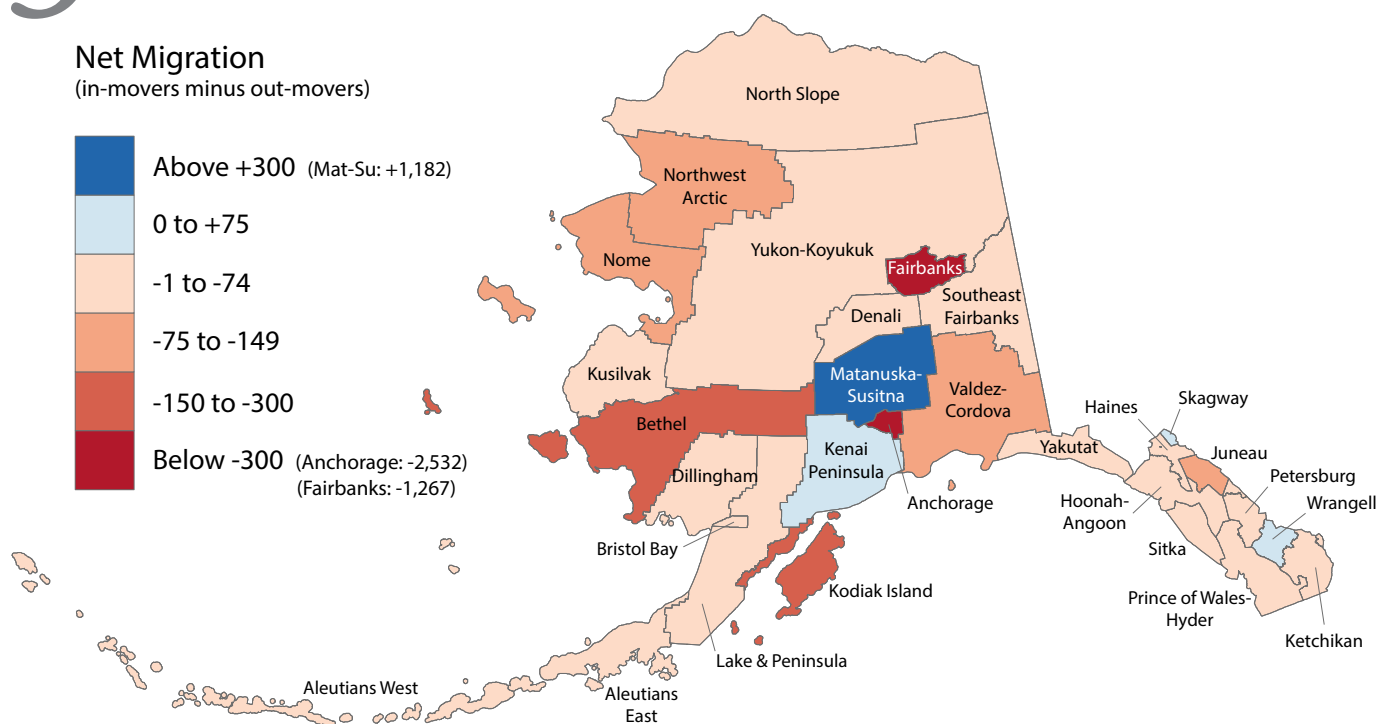 Net Migration
(in-movers minus out-movers)
Above +300 (Mat-Su: +1,182)
0 to +75
-1 to -74
-75 to -149
-150 to -300
Below -300 (Anchorage: -2,532)
(Fairbanks: -1,267)
North Slope
Northwest
Arctic
Nome
Yukon-Koyukuk
Fairbanks
Southeast
Fairbanks
Denali
Kusilvak
Matanuska-
Susitna
Valdez-
Cordova
Bethel
Dillingham
Kenai
Peninsula
Anchorage
Yakutat
Haines
Skagway
Juneau
Petersburg
Wrangell
Hoonah-
Angoon
Sitka
Prince of Wales-
Hyder
Ketchikan
Bristol Bay
Kodiak Island
Lake & Peninsula
Aleutians West
Aleutians
East